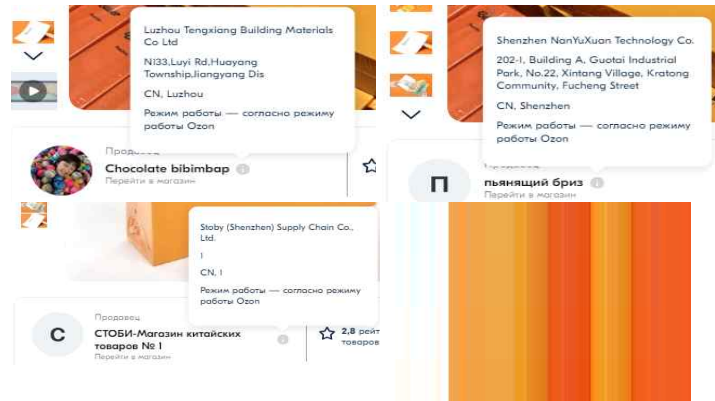 Luzhou Tengxiang Building Materials
Co Ltd
N133,Luyi Rd,Huayang
Township,Jiangyang Dis
CN, Luzhou
Режим работы — согласно режиму
работы Ozon
Продавец
Chocolate bibimbap
Перейти в магазин
Shenzhen NanYuXuan Technology Co.
202-1, Building A, Guotai Industrial
Park, No.22, Xintang Village, Kratong
Community, Fucheng Street
CN, Shenzhen
Режим работы — согласно режиму
работы Ozon
П
Продавец
пьянящий бриз
Перейти в магазин
Stoby (Shenzhen) Supply Chain Co.,
Ltd.
1
CN, 1
Режим работы — согласно режиму
работы Ozon
С
Продавец
СТОБИ-Магазин китайских
товаров № 1
Перейти в магазин
2,8 рейт
товаров